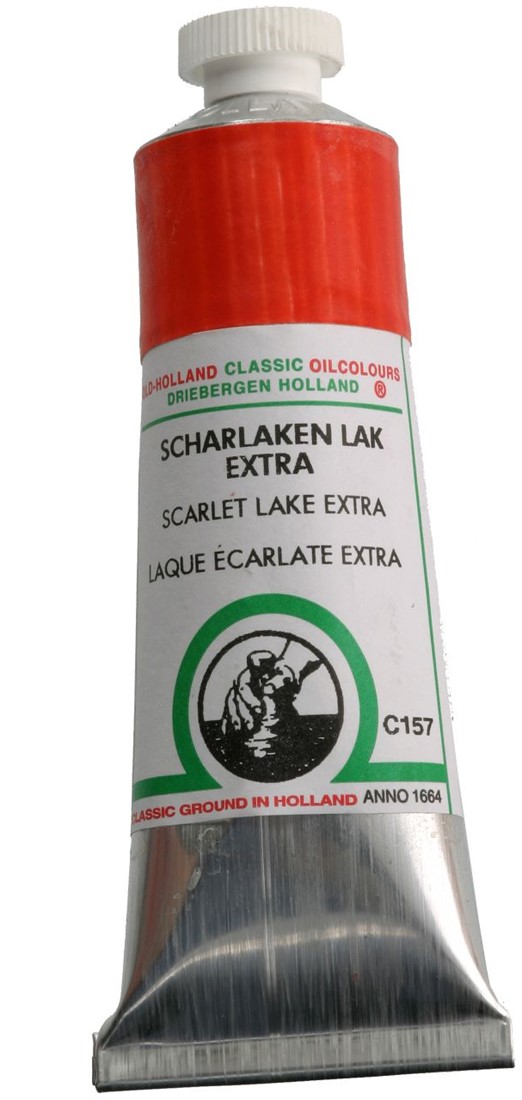 OLD-HOLLAND CLASSIC OILCOLOURS
DRIEBERGEN HOLLAND ®
SCHARLAKEN LAK
EXTRA
SCARLET LAKE EXTRA
LAQUE ÉCARLATE EXTRA
C157
CLASSIC GROUND IN HOLLAND ANNO 1664